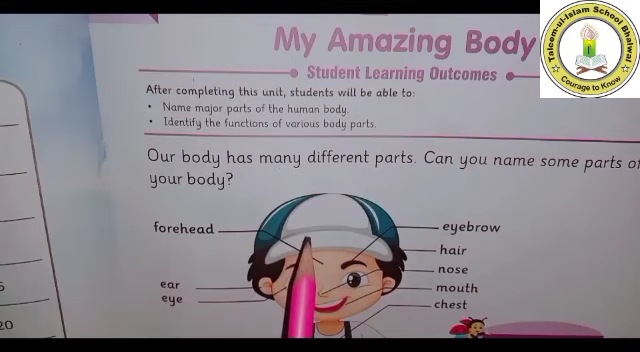 My Amazing Body
Student Learning Outcomes
After completing this unit, students will be able to:
• Name major parts of the human body.
• Identify the functions of various body parts.
Our body has many different parts. Can you name some parts of
your body?
forehead
eyebrow
hair
nose
ear
mouth
eye
chest
20
Taleem-ul-Islam School Bhalwal
Courage to Know